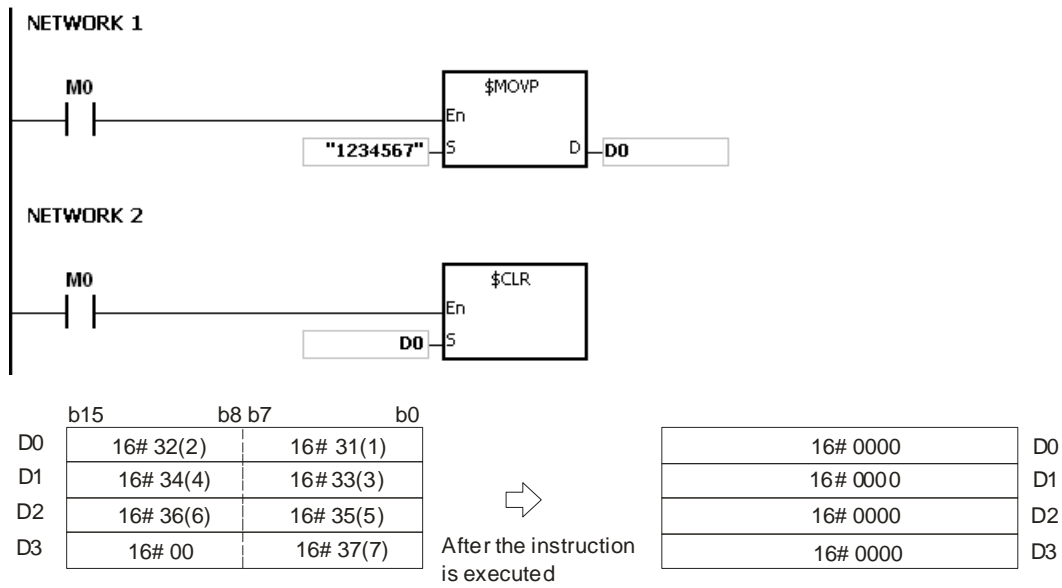 NETWORK 1
M0
$MOVP
En
"1234567" S D D0
NETWORK 2
M0
$CLR
En
D0 S
b15 b8 b7 b0
D0 16# 32(2) 16# 31(1) 16# 0000 D0
D1 16# 34(4) 16# 33(3) 16# 0000 D1
D2 16# 36(6) 16# 35(5) 16# 0000 D2
D3 16# 00 16# 37(7) 16# 0000 D3
After the instruction
is executed